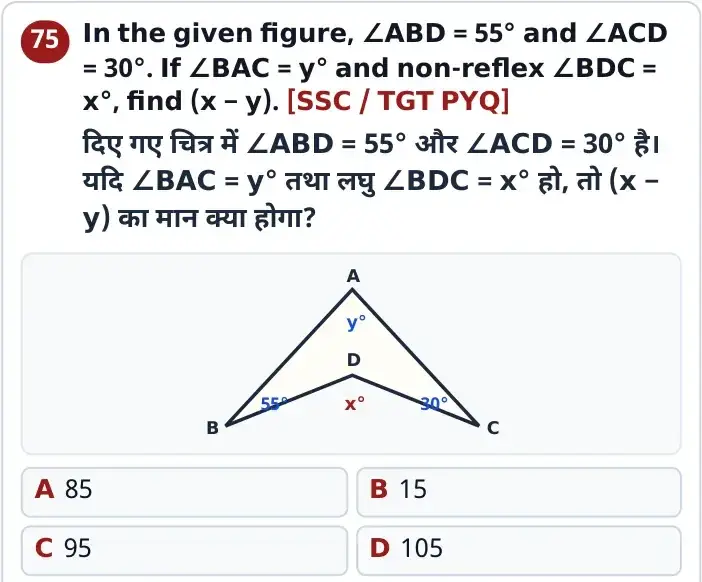 75 In the given figure, ∠ABD = 55° and ∠ACD
= 30°. If ∠BAC = y° and non-reflex ∠BDC =
x°, find (x − y). [SSC / TGT PYQ]
दिए गए चित्र में ∠ABD = 55° और ∠ACD = 30° है।
यदि ∠BAC = y° तथा लघु ∠BDC = x° हो, तो (x −
y) का मान क्या होगा?
A
y°
D
55° x° 30°
B C
A 85 B 15
C 95 D 105